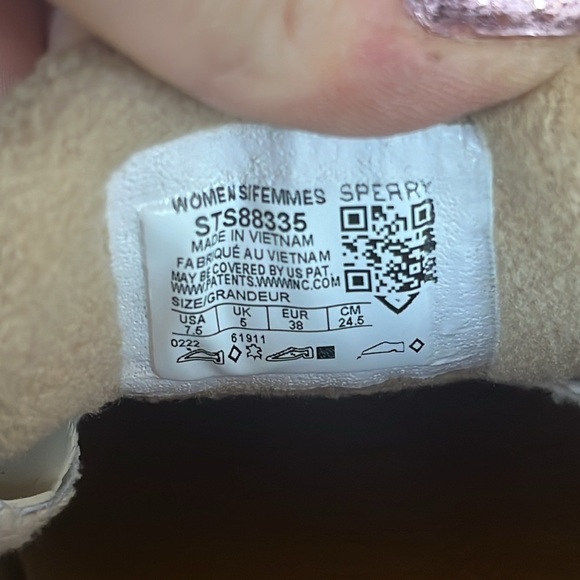 WOMENS/FEMMES SPERRY
STS88335
MADE IN VIETNAM
FABRIQUÉ AU VIETNAM
MAY BE COVERED BY US PAT.
WWW.PATENTS.WWWINC.COM
SIZE/GRANDEUR
USA UK EUR CM
7.5 5 38 24.5
0222 61911